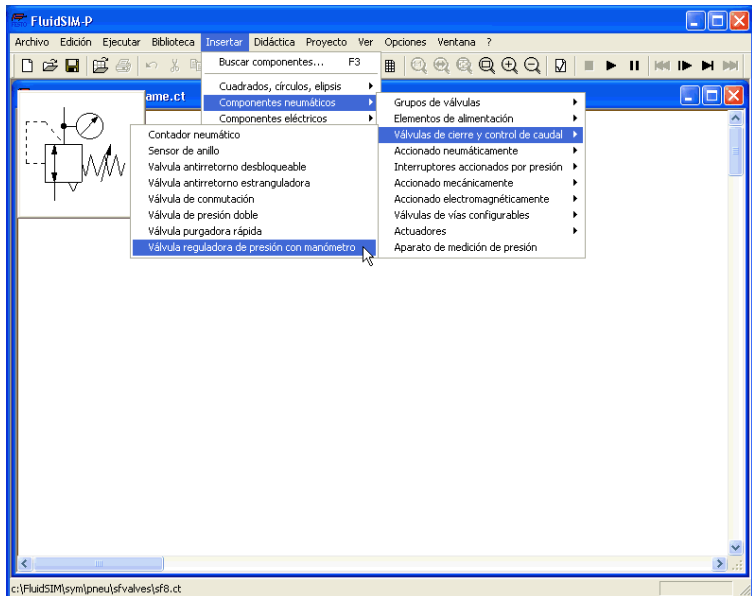 FluidSIM-P
Archivo Edición Ejecutar Biblioteca Insertar Didáctica Proyecto Ver Opciones Ventana ?
Buscar componentes... F3
Cuadrados, círculos, elipsis
Componentes neumáticos
Componentes eléctricos
ame.ct
Grupos de válvulas
Elementos de alimentación
Válvulas de cierre y control de caudal
Accionado neumáticamente
Interruptores accionados por presión
Accionado mecánicamente
Accionado electromagnéticamente
Válvulas de vías configurables
Actuadores
Aparato de medición de presión
Contador neumático
Sensor de anillo
Valvula antirretorno desbloqueable
Válvula antirretorno estranguladora
Válvula de conmutación
Válvula de presión doble
Válvula purgadora rápida
Válvula reguladora de presión con manómetro
c:\FluidSIM\sym\pneu\sfvalves\sf8.ct